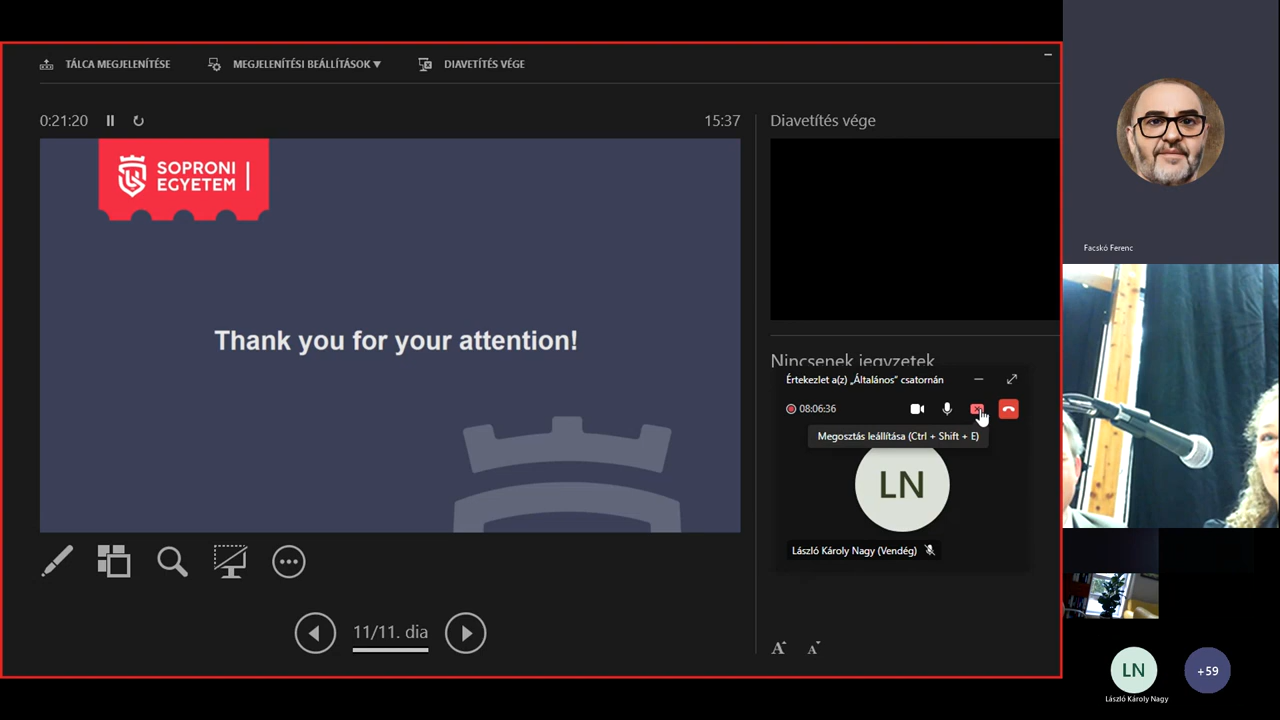 TÁLCA MEGJELENÍTÉSE
MEGJELENÍTÉSI BEÁLLÍTÁSOK ▼
DIAVETÍTÉS VÉGE
0:21:20
15:37
SOPRONI
EGYETEM
Thank you for your attention!
11/11. dia
Diavetítés vége
Nincsenek jegyzetek
Értekezlet a(z) „Általános” csatornán
08:06:36
Megosztás leállítása (Ctrl + Shift + E)
LN
László Károly Nagy (Vendég)
A A
Facskó Ferenc
LN
+59
László Károly Nagy